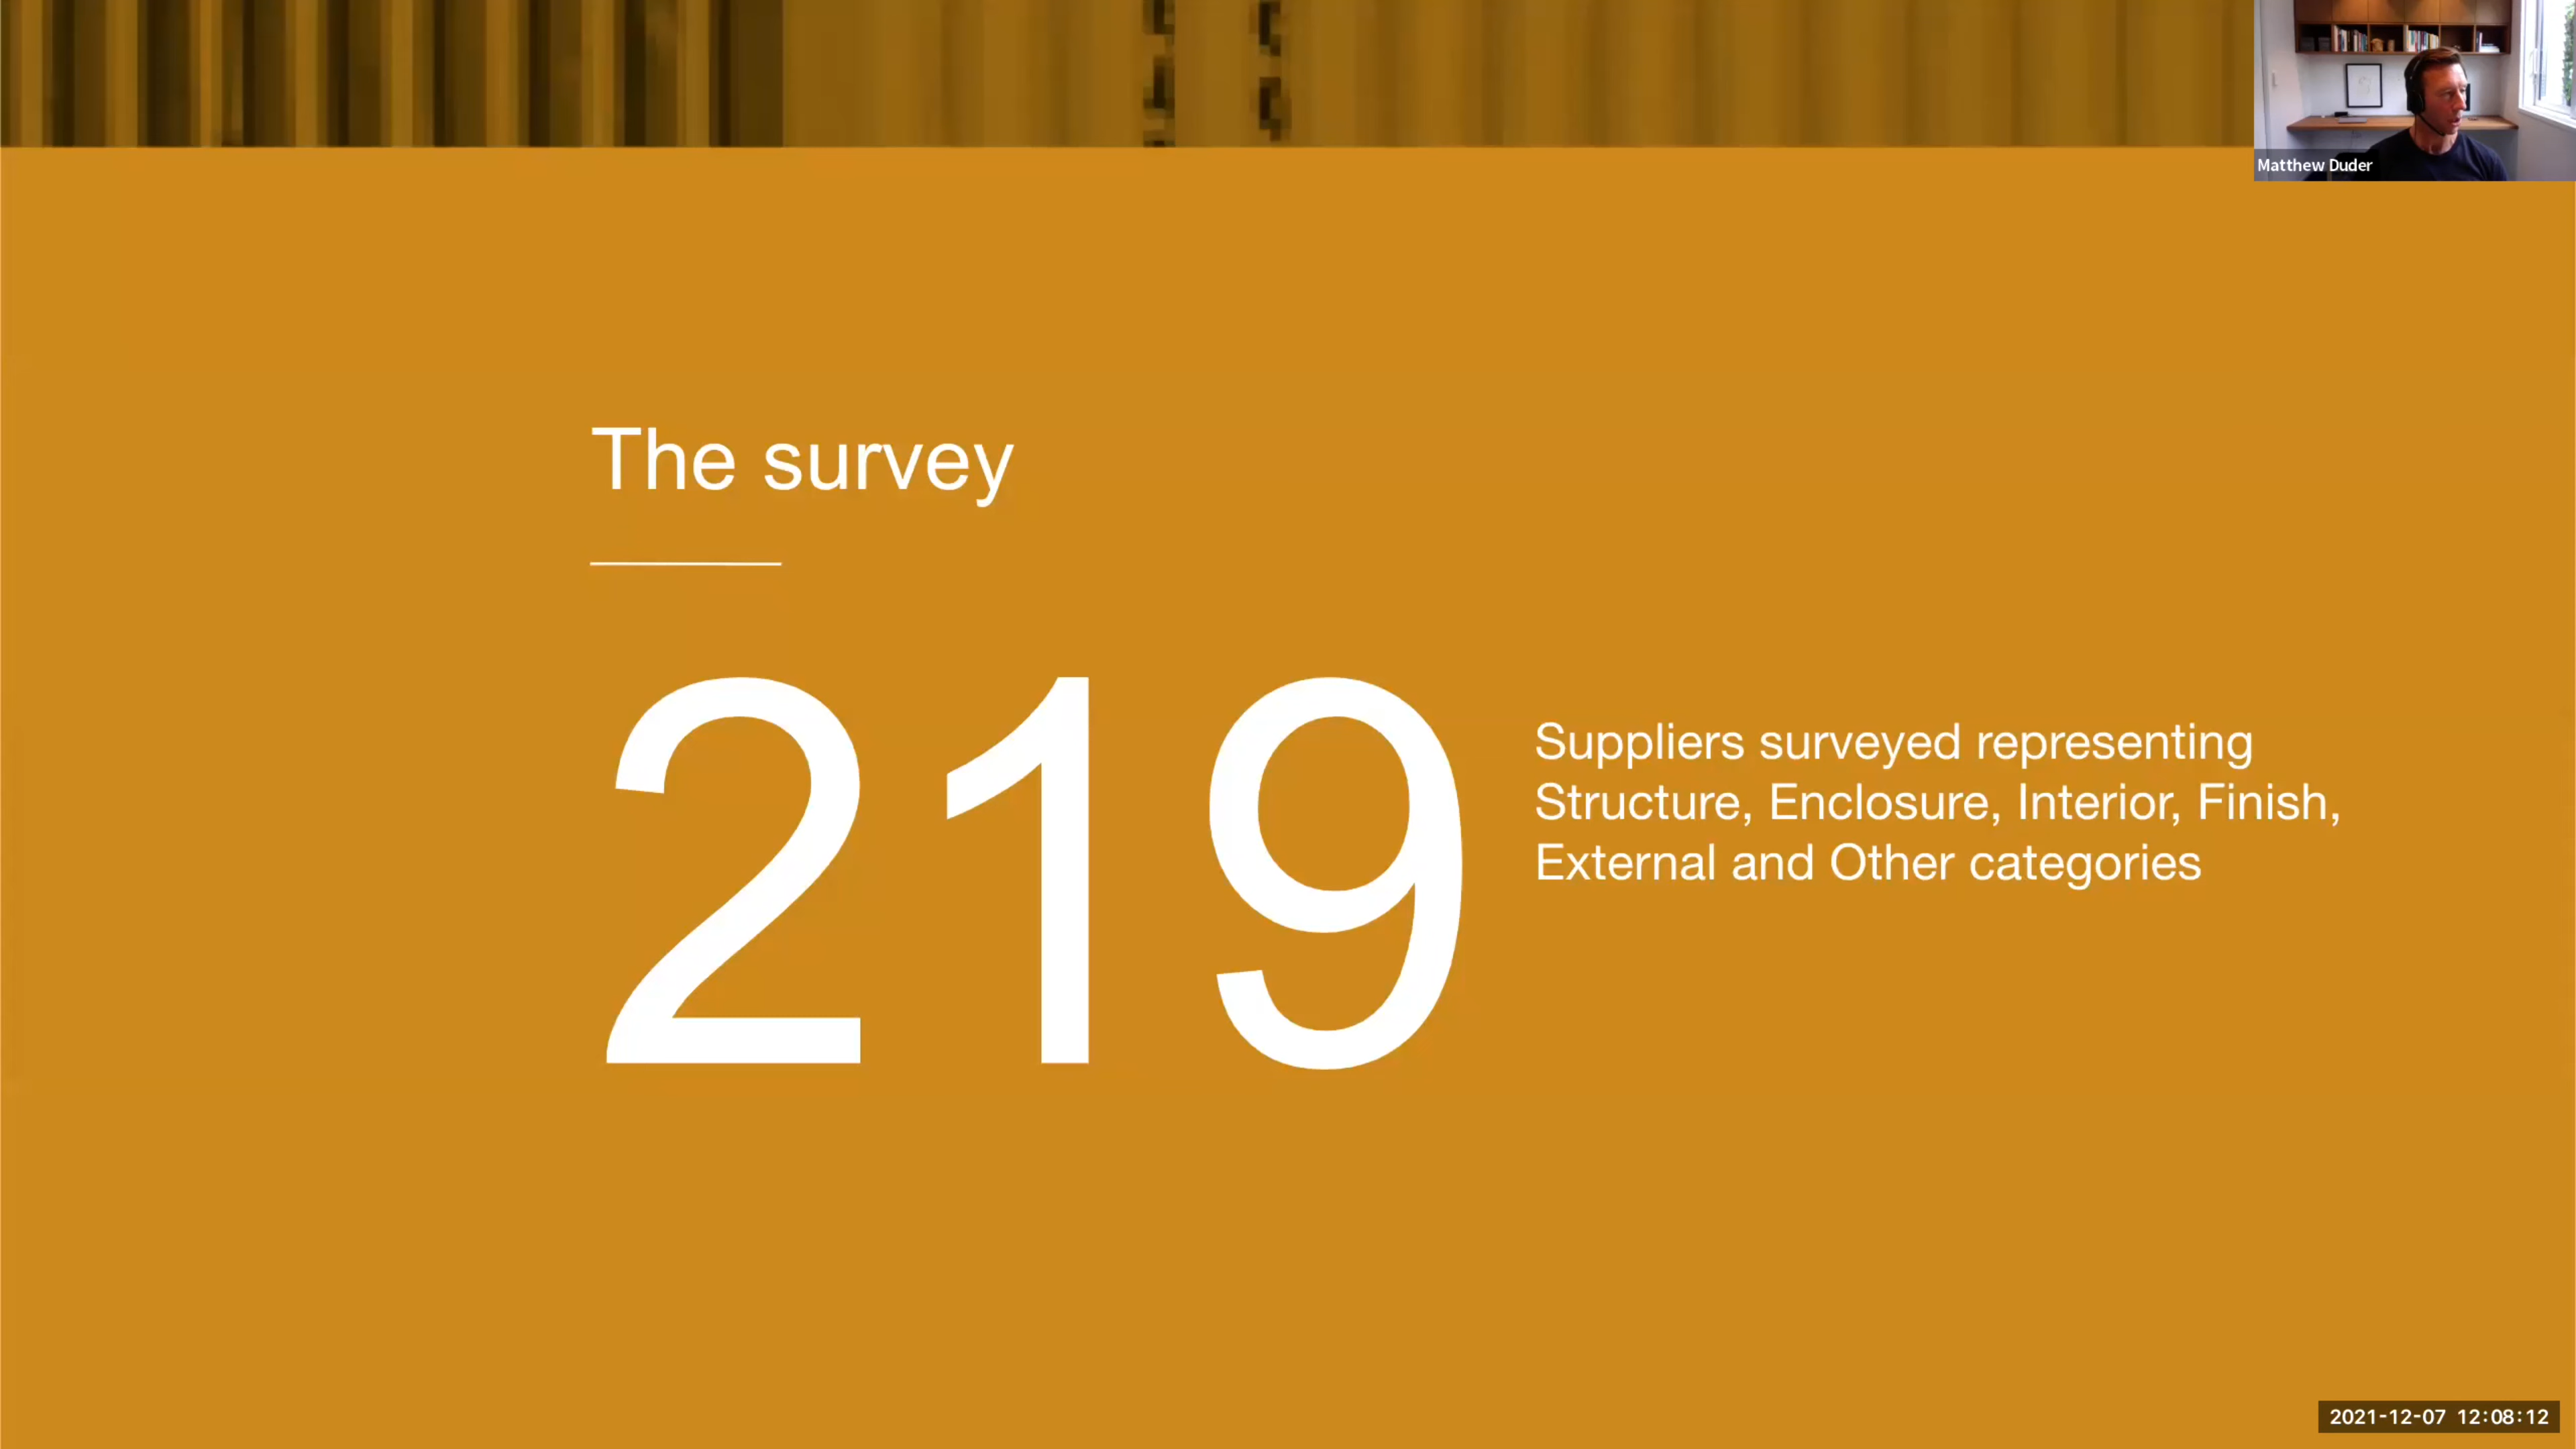 Matthew Duder
The survey
219
Suppliers surveyed representing
Structure, Enclosure, Interior, Finish,
External and Other categories
2021-12-07 12:08:12